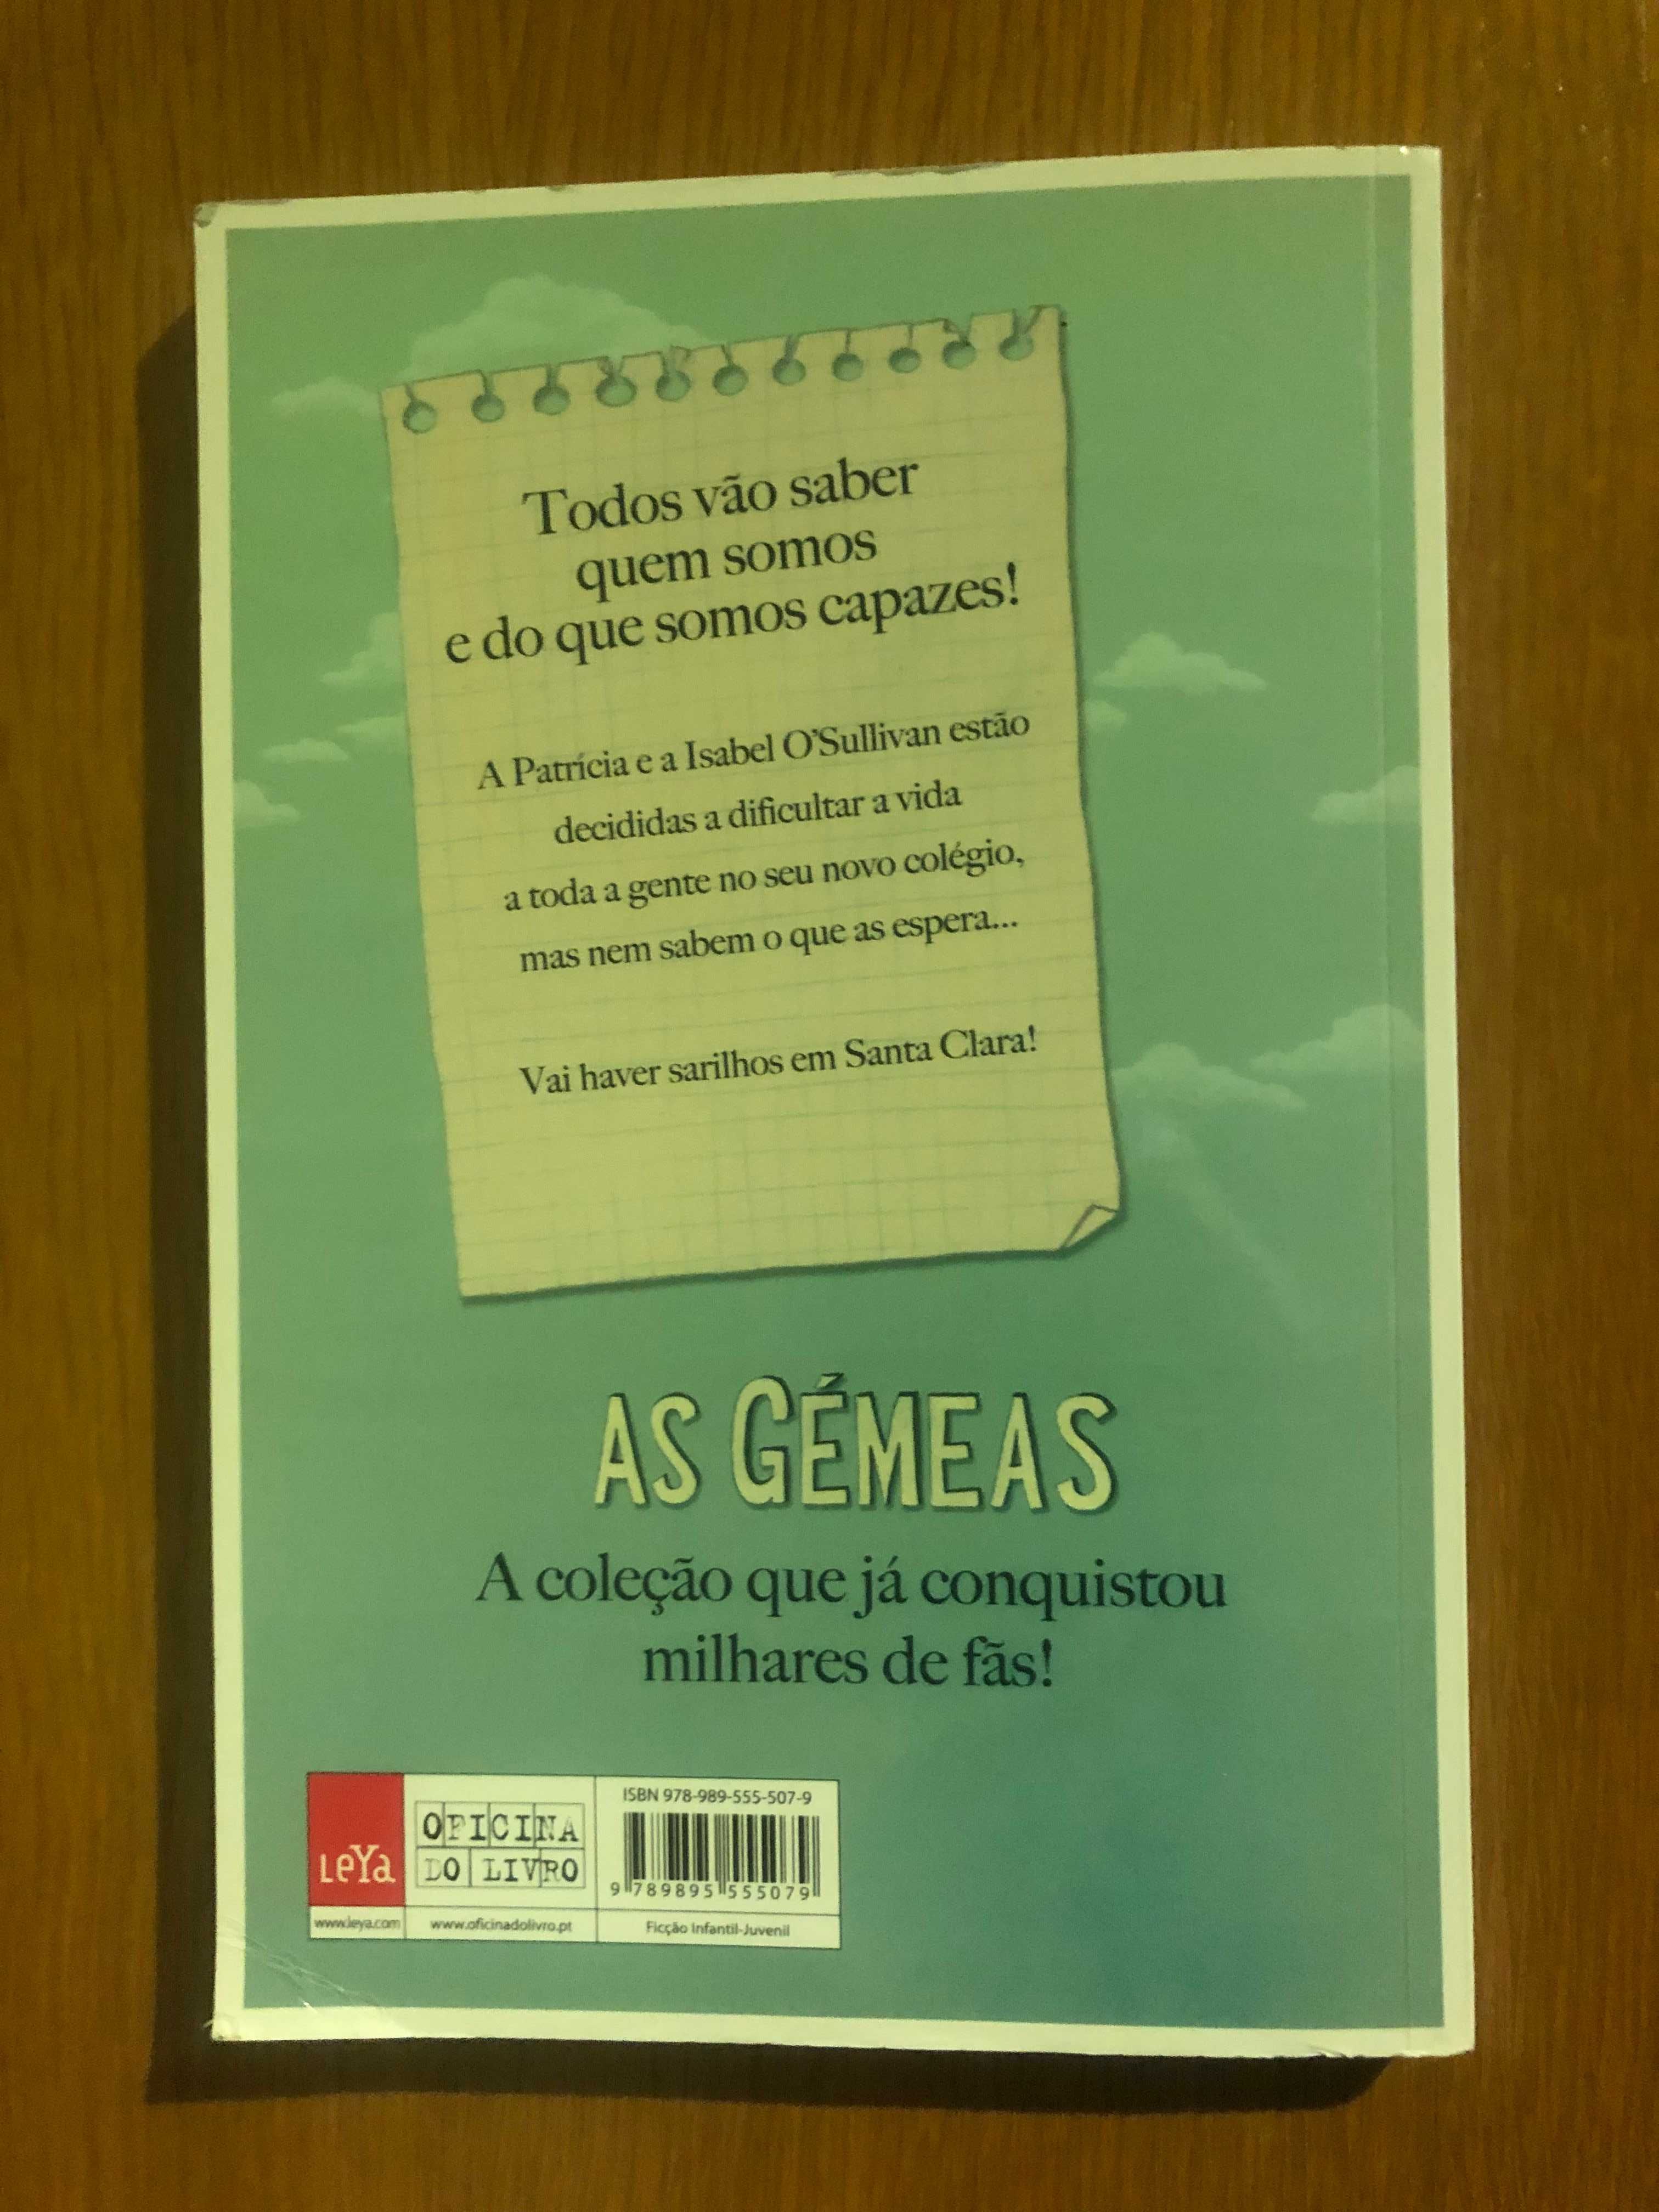 Todos vão saber
quem somos
e do que somos capazes!
A Patrícia e a Isabel O'Sullivan estão
decididas a dificultar a vida
a toda a gente no seu novo colégio,
mas nem sabem o que as espera...
Vai haver sarilhos em Santa Clara!
AS GÉMEAS
A coleção que já conquistou
milhares de fãs!
LeYa
www.leya.com
OFICINA
DO LIVRO
www.oficinadolivro.pt
ISBN 978-989-555-507-9
9 789895 555079
Ficção Infantil-Juvenil